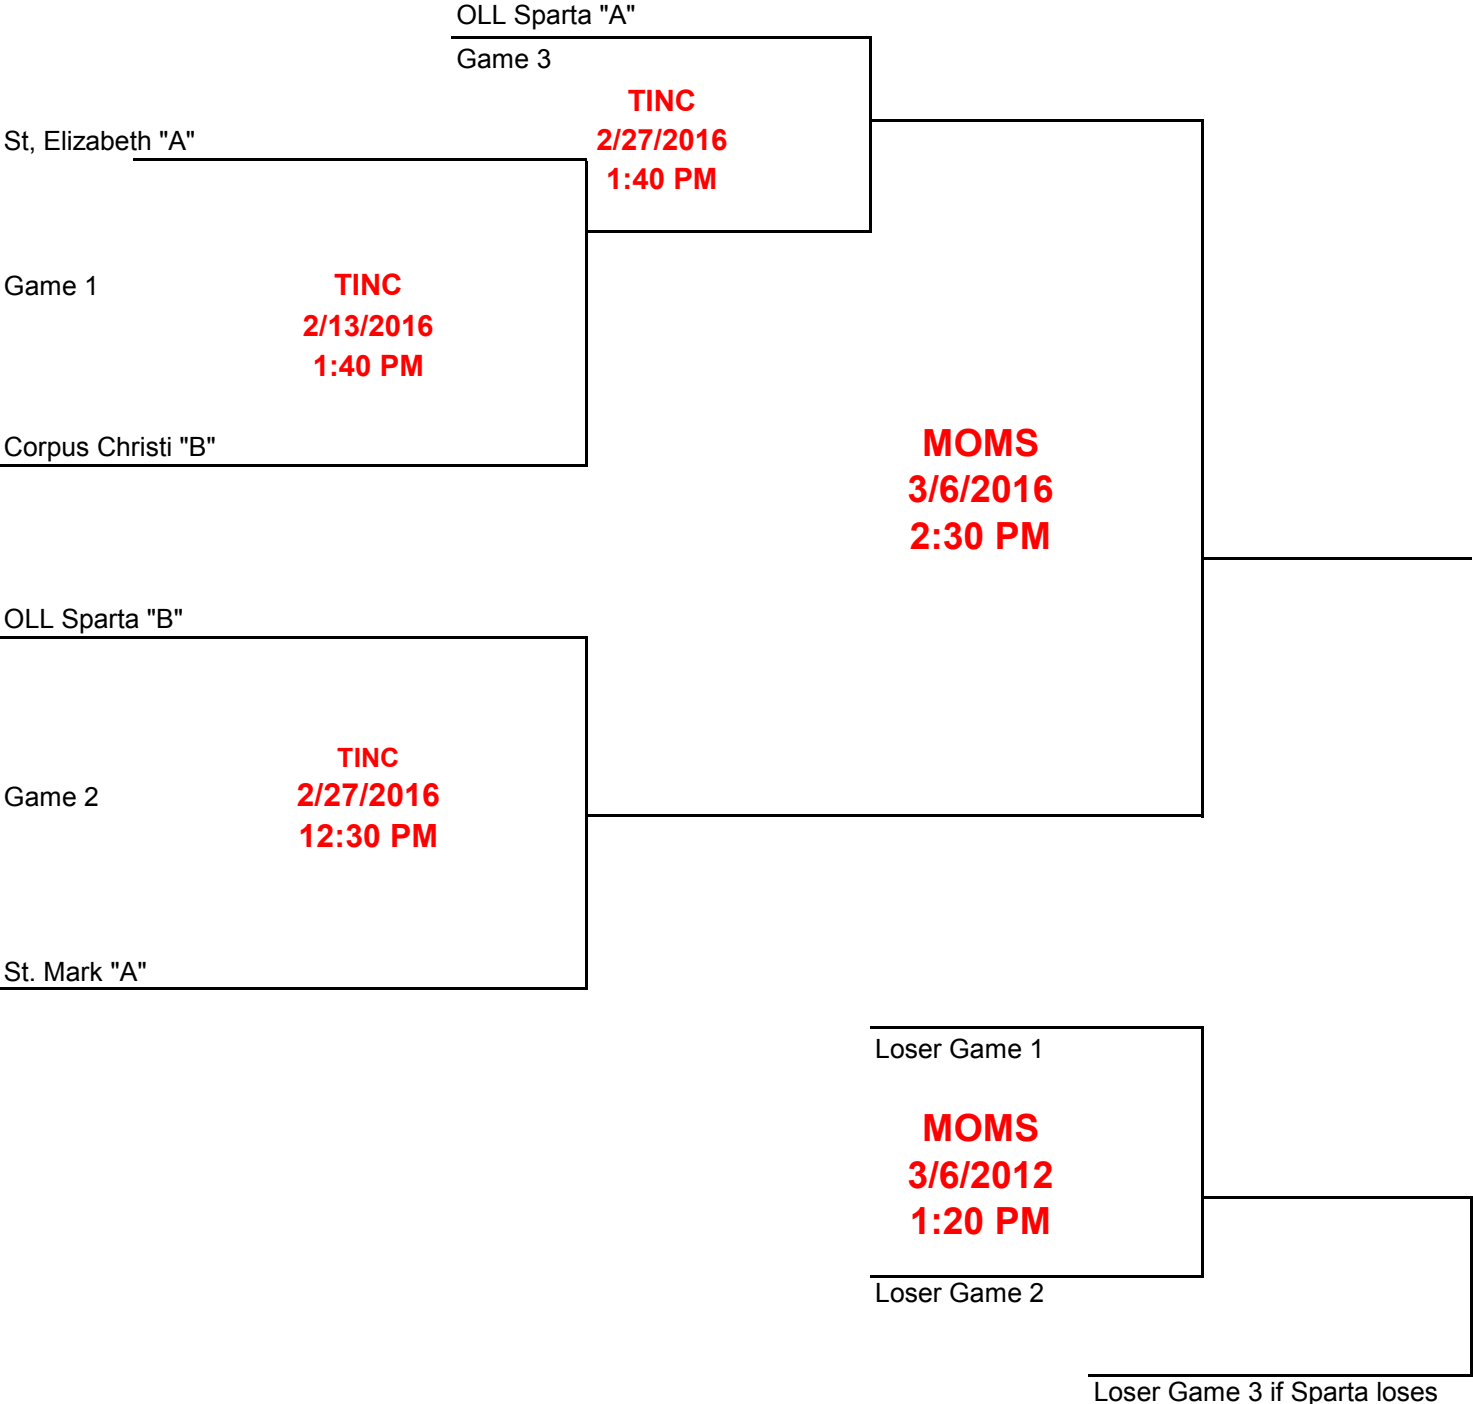 OLL Sparta "A"
Game 3
TINC
2/27/2016
1:40 PM
St, Elizabeth "A"
Game 1
TINC
2/13/2016
1:40 PM
Corpus Christi "B"
MOMS
3/6/2016
2:30 PM
OLL Sparta "B"
Game 2
TINC
2/27/2016
12:30 PM
St. Mark "A"
Loser Game 1
MOMS
3/6/2012
1:20 PM
Loser Game 2
Loser Game 3 if Sparta loses